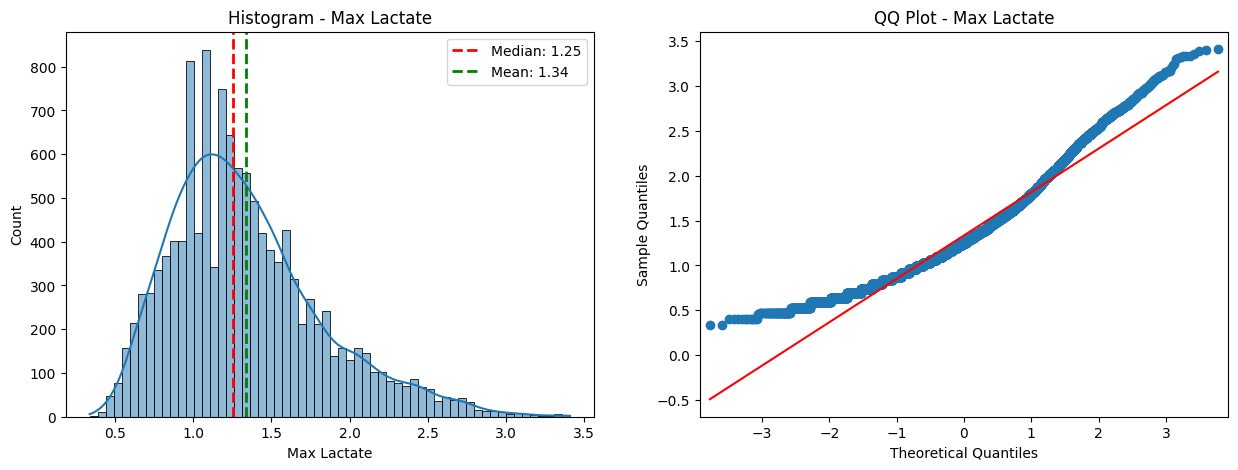 Histogram - Max Lactate
Median: 1.25
Mean: 1.34
Count
800
700
600
500
400
300
200
100
0
0.5 1.0 1.5 2.0 2.5 3.0 3.5
Max Lactate
QQ Plot - Max Lactate
Sample Quantiles
3.5
3.0
2.5
2.0
1.5
1.0
0.5
0.0
−0.5
−3 −2 −1 0 1 2 3
Theoretical Quantiles